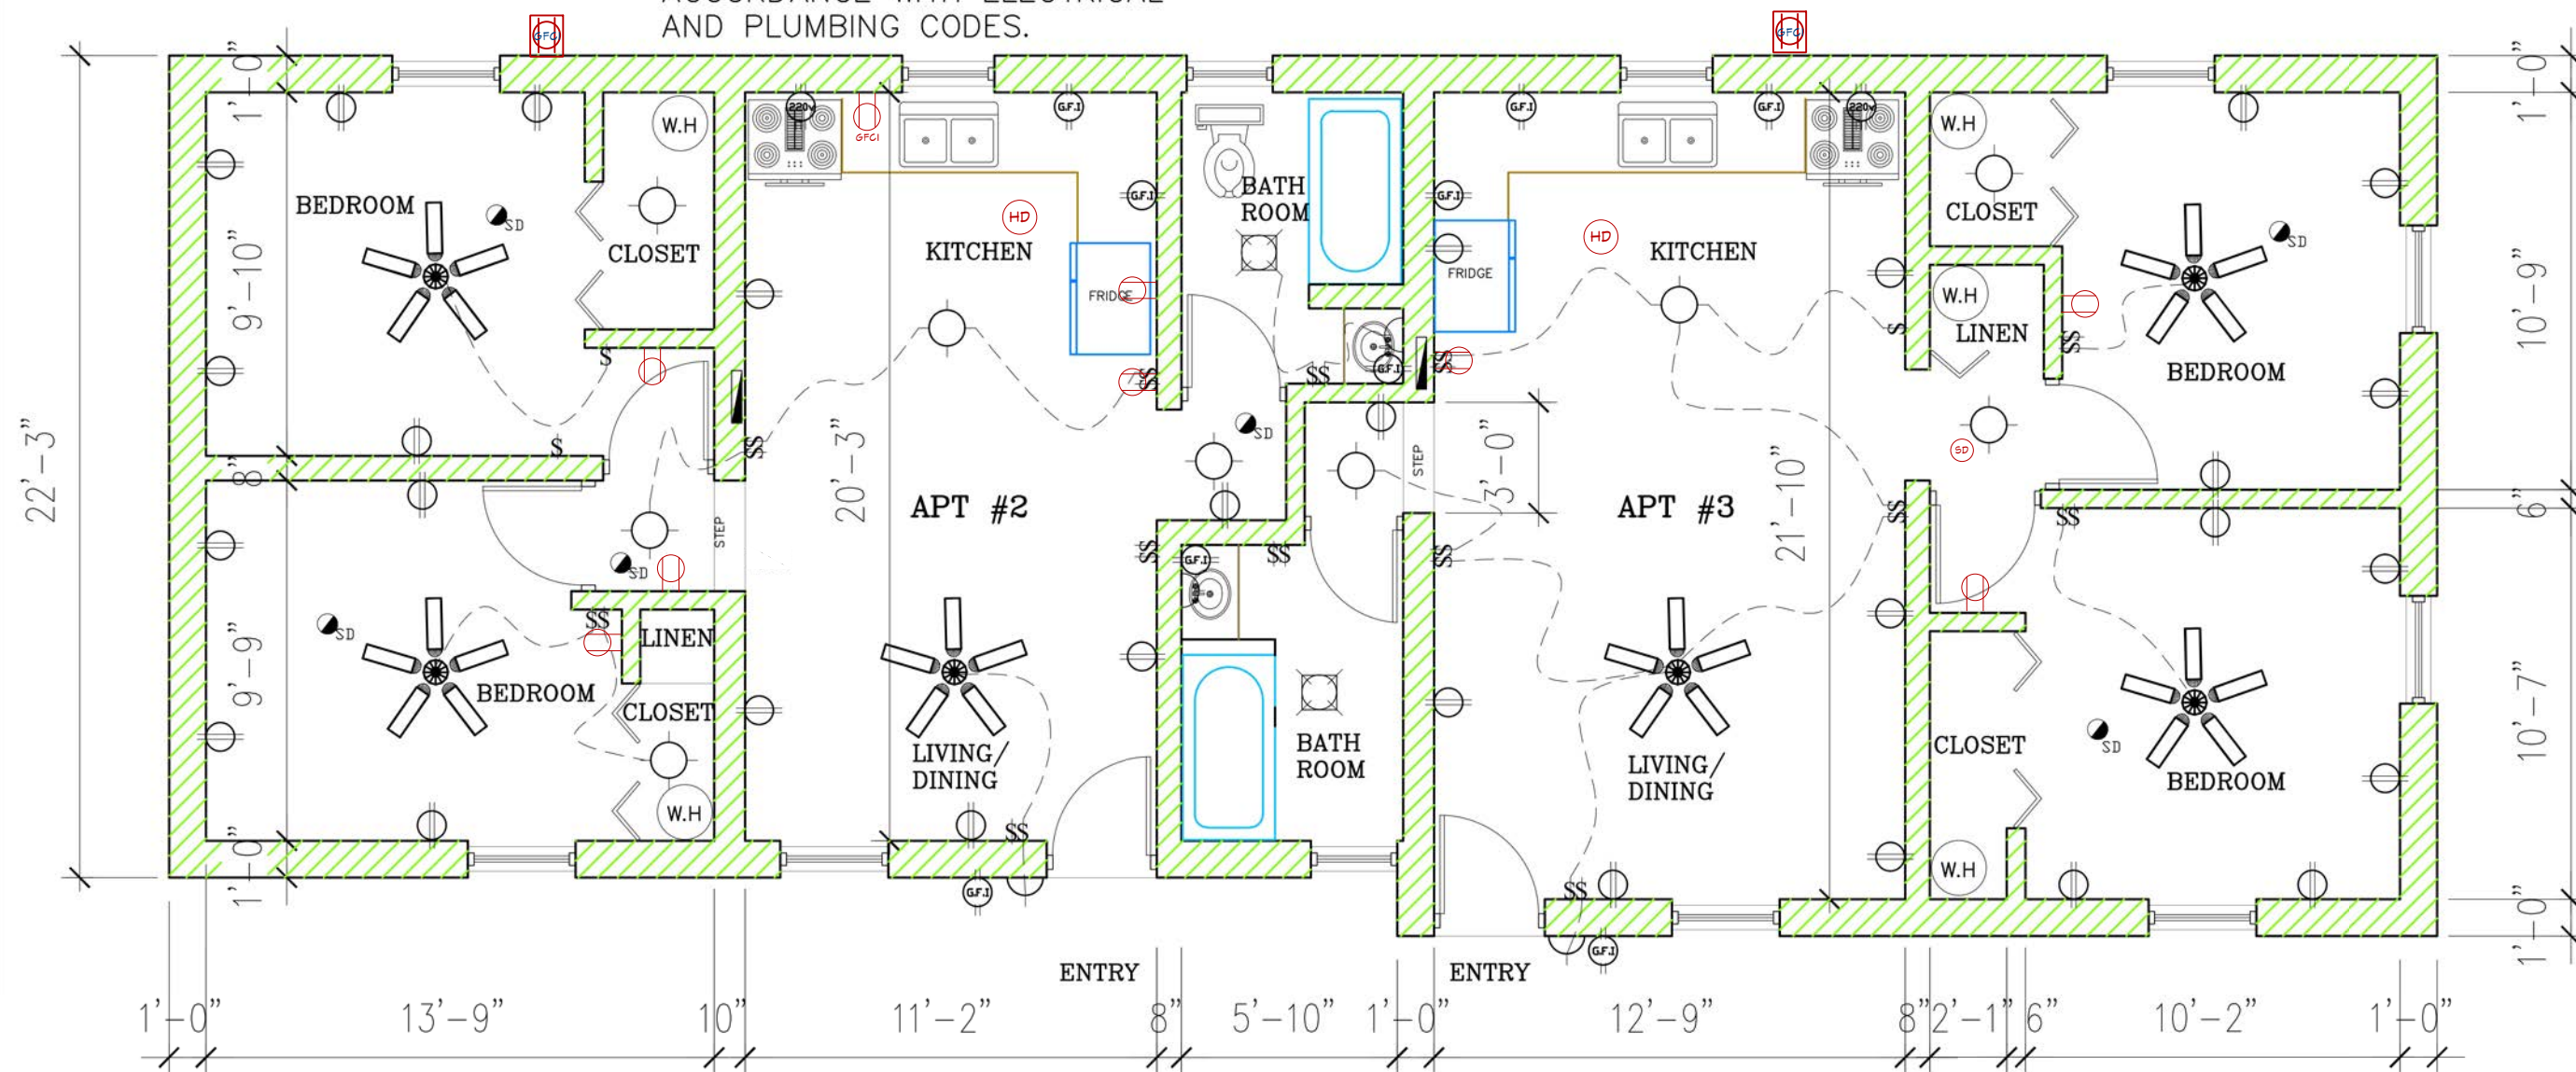 AND PLUMBING CODES.
GFCI
GFCI
1'-0"
220v
G.F.I
G.F.I
G.F.I
220v
1'-0"
W.H
GFCI
W.H
BEDROOM
SD
CLOSET
HD
KITCHEN
G.F.I
BATH
ROOM
G.F.I
HD
KITCHEN
CLOSET
SD
9'-10"
FRIDGE
FRIDGE
W.H
LINEN
10'-9"
$
$$
$$
G.F.I
$$
$
$$
BEDROOM
22'-3"
8"
$
$$
20'-3"
SD
STEP
3'-0"
21'-10"
SD
6"
STEP
APT #2
APT #3
$$
$$
SD
$$
G.F.I
$$
$$
9'-9"
SD
$$
LINEN
BEDROOM
CLOSET
10'-7"
W.H
LIVING/
DINING
BATH
ROOM
LIVING/
DINING
CLOSET
SD
BEDROOM
1'-0"
$$
G.F.I
$$
G.F.I
W.H
1'-0"
ENTRY
ENTRY
1'-0"
13'-9"
10"
11'-2"
8"
5'-10"
1'-0"
12'-9"
8"
2'-1"
6"
10'-2"
1'-0"